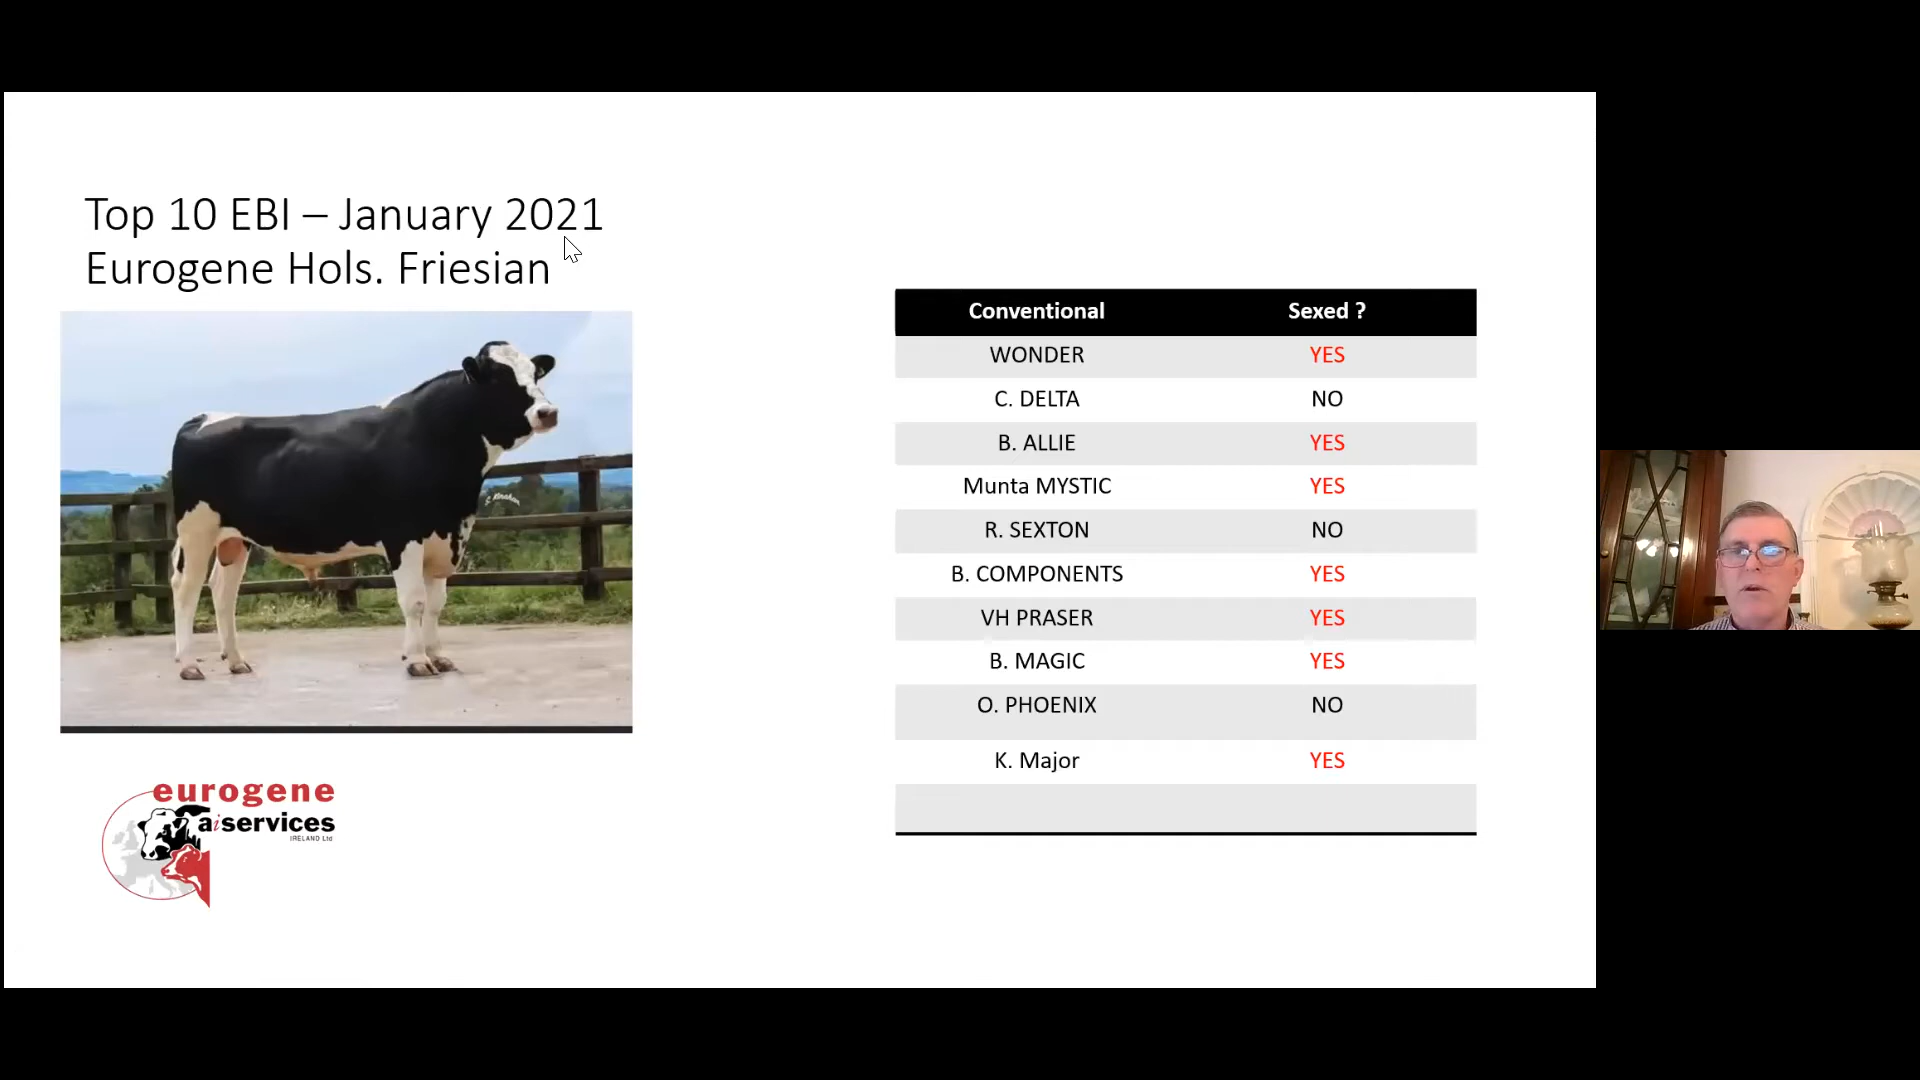 Top 10 EBI – January 2021
Eurogene Hols. Friesian
Conventional Sexed ?
WONDER YES
C. DELTA NO
B. ALLIE YES
Munta MYSTIC YES
R. SEXTON NO
B. COMPONENTS YES
VH PRASER YES
B. MAGIC YES
O. PHOENIX NO
K. Major YES
eurogene
aiservices
IRELAND Ltd